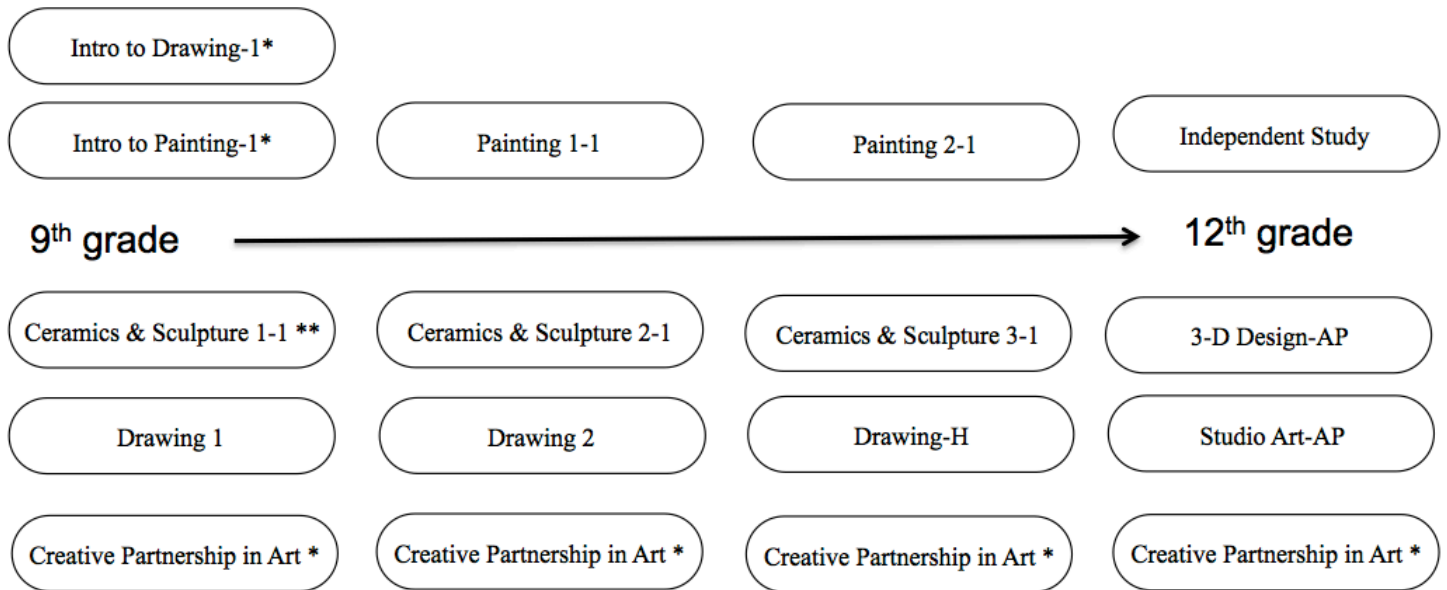 Intro to Drawing-1*
Intro to Painting-1*
Painting 1-1
Painting 2-1
Independent Study
9th grade
12th grade
Ceramics & Sculpture 1-1 **
Ceramics & Sculpture 2-1
Ceramics & Sculpture 3-1
3-D Design-AP
Drawing 1
Drawing 2
Drawing-H
Studio Art-AP
Creative Partnership in Art *
Creative Partnership in Art *
Creative Partnership in Art *
Creative Partnership in Art *